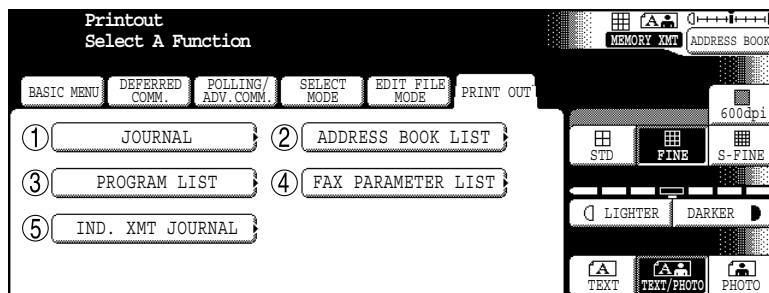 Printout
Select A Function
A
MEMORY XMT
ADDRESS BOOK
BASIC MENU
DEFERRED COMM.
POLLING/ ADV.COMM.
SELECT MODE
EDIT FILE MODE
PRINT OUT
600dpi
① JOURNAL
② ADDRESS BOOK LIST
③ PROGRAM LIST
④ FAX PARAMETER LIST
⑤ IND. XMT JOURNAL
STD
FINE
S-FINE
LIGHTER
DARKER
A
TEXT
A
TEXT/PHOTO
PHOTO